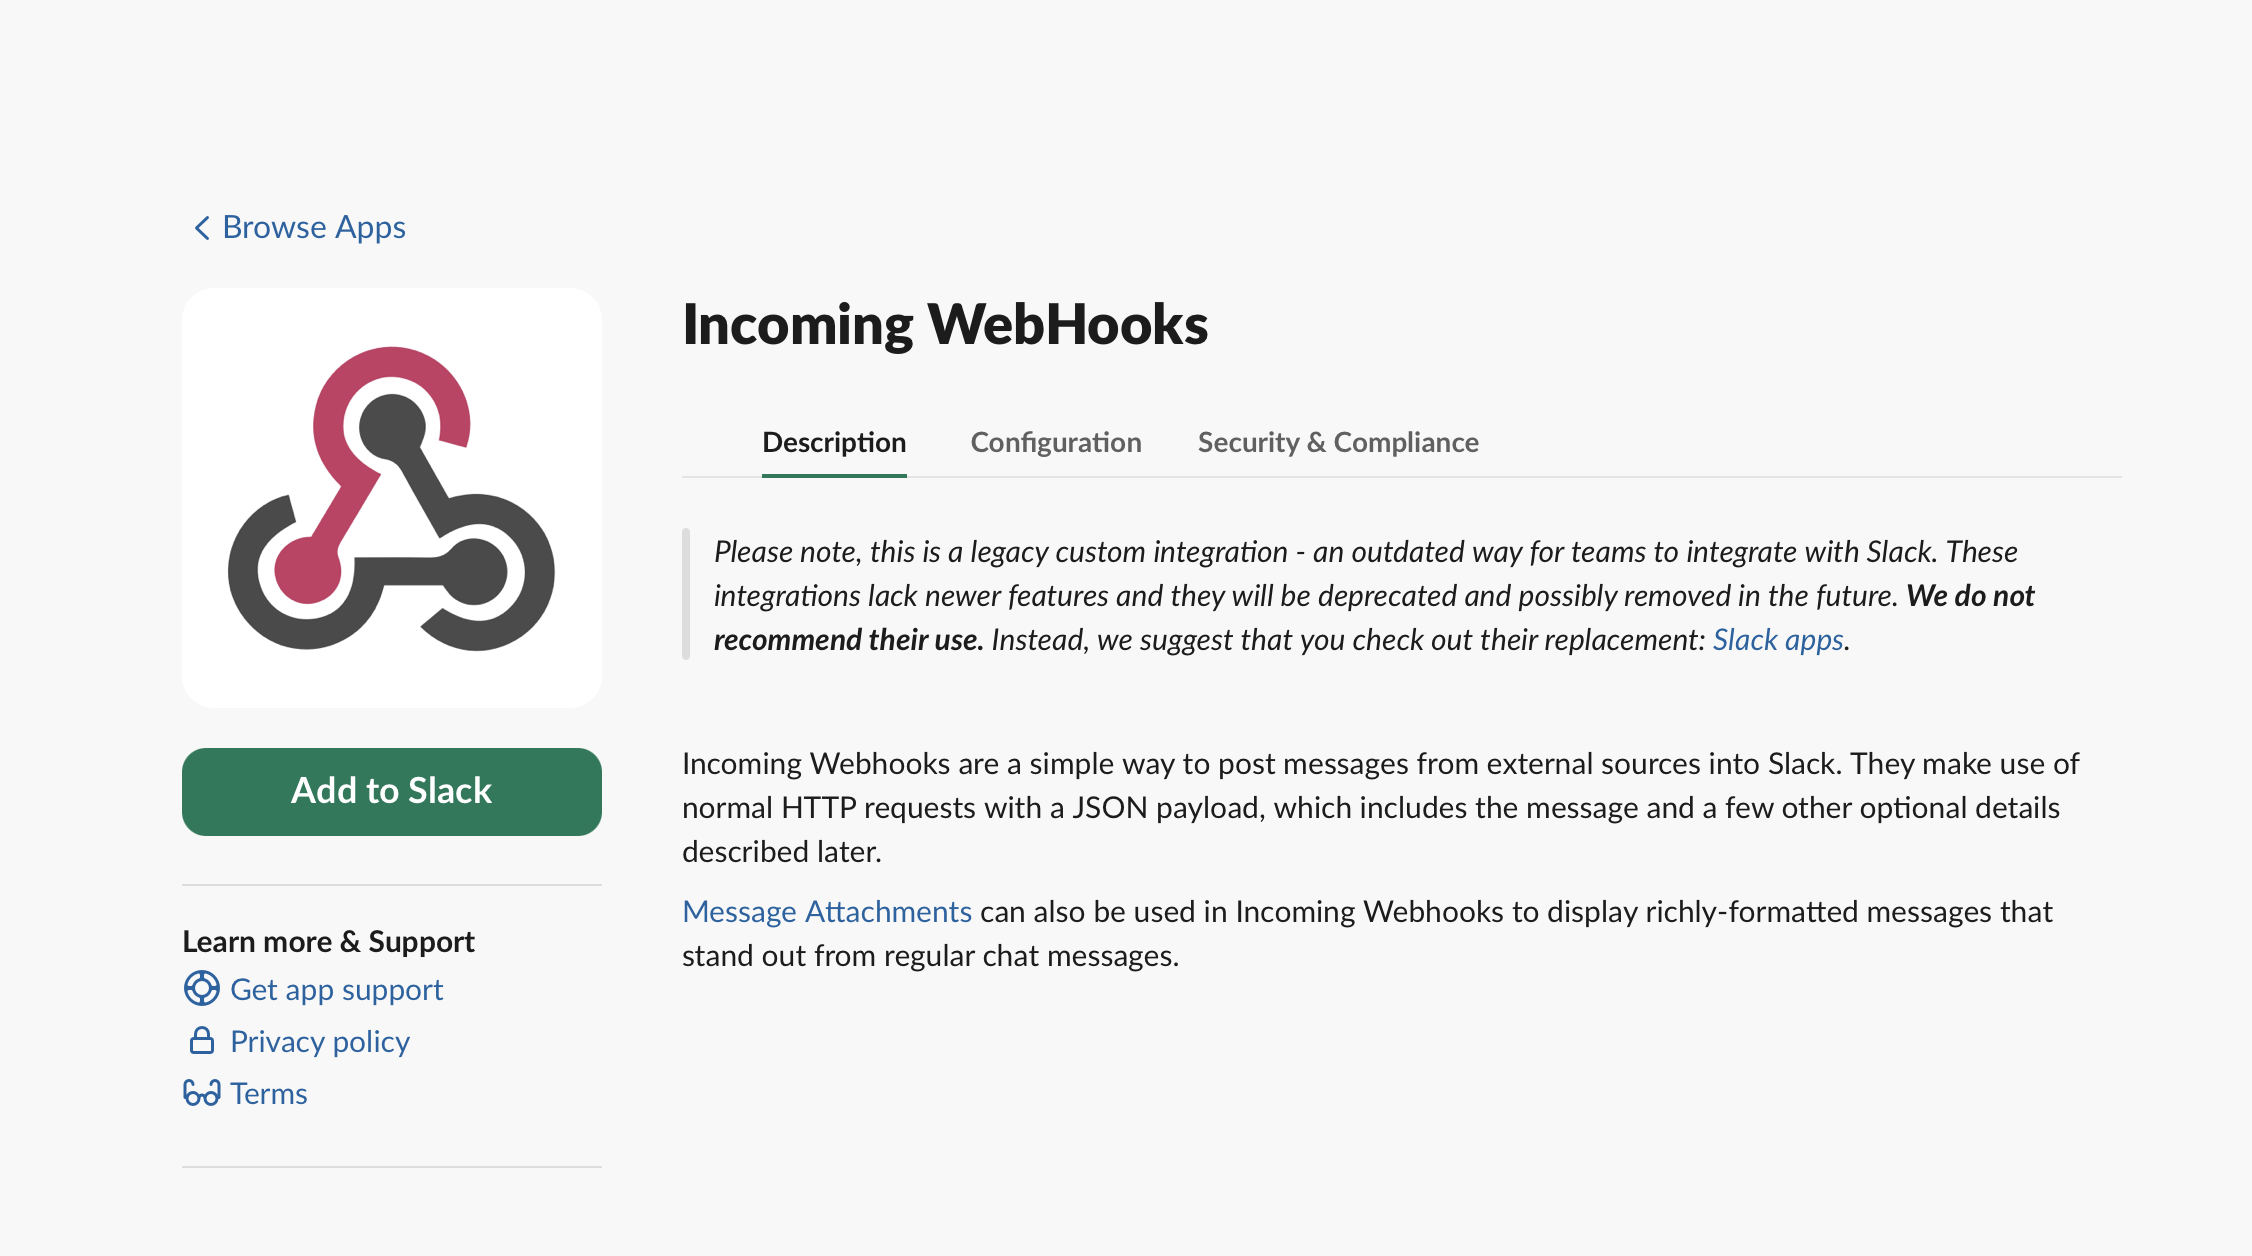 Browse Apps
Incoming WebHooks
Description Configuration Security & Compliance
Please note, this is a legacy custom integration - an outdated way for teams to integrate with Slack. These
integrations lack newer features and they will be deprecated and possibly removed in the future. We do not
recommend their use. Instead, we suggest that you check out their replacement: Slack apps.
Add to Slack
Incoming Webhooks are a simple way to post messages from external sources into Slack. They make use of
normal HTTP requests with a JSON payload, which includes the message and a few other optional details
described later.
Message Attachments can also be used in Incoming Webhooks to display richly-formatted messages that
stand out from regular chat messages.
Learn more & Support
Get app support
Privacy policy
Terms